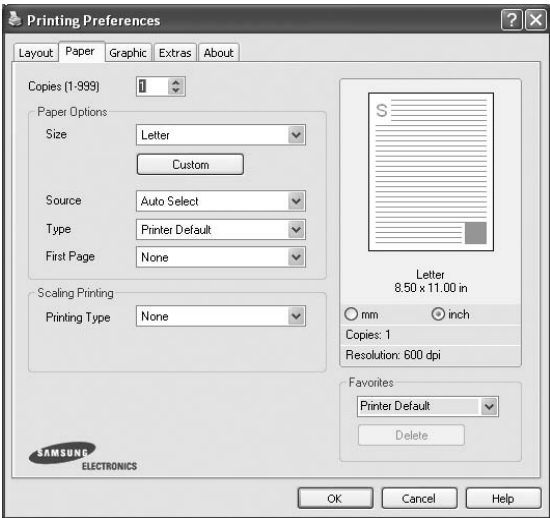 Printing Preferences
Layout Paper Graphic Extras About
Copies (1-999) 1
Paper Options
Size Letter
Custom
Source Auto Select
Type Printer Default
First Page None
Scaling Printing
Printing Type None
S
Letter
8.50 x 11.00 in
mm inch
Copies: 1
Resolution: 600 dpi
Favorites
Printer Default
Delete
SAMSUNG
ELECTRONICS
OK Cancel Help